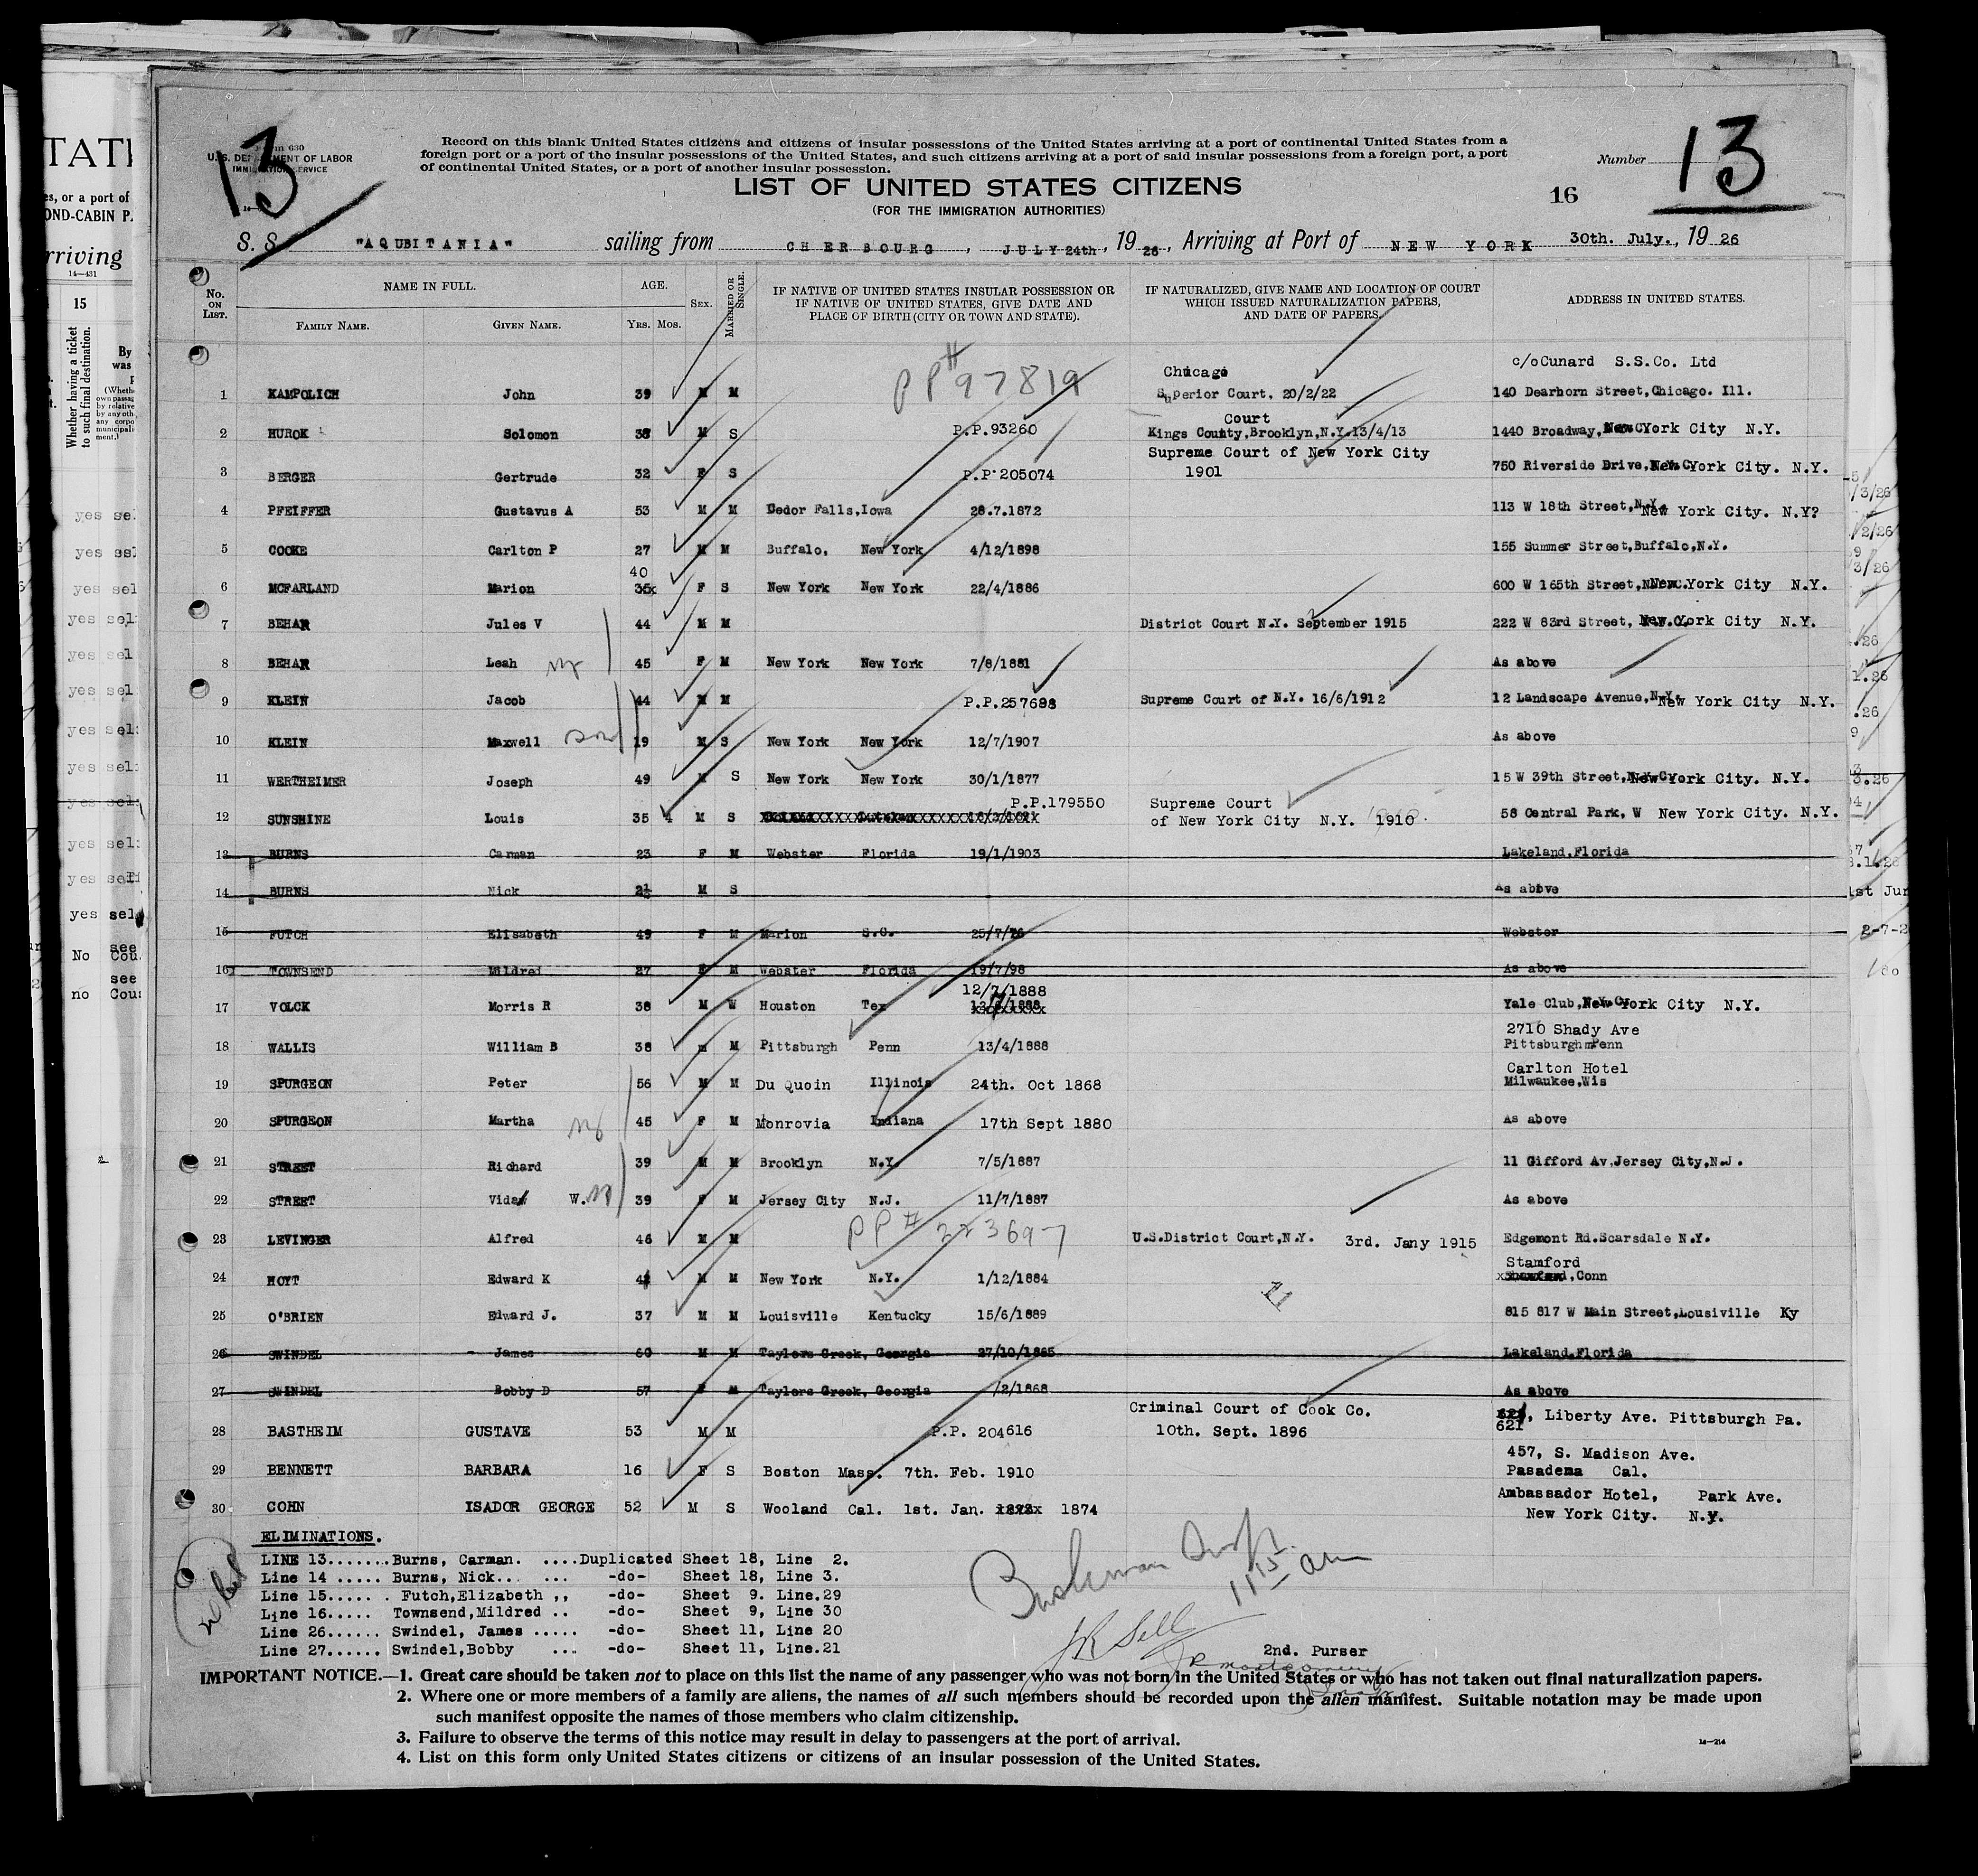 13
Form 630
U.S. DEPARTMENT OF LABOR
IMMIGRATION SERVICE
Record on this blank United States citizens and citizens of insular possessions of the United States arriving at a port of continental United States from a
foreign port or a port of the insular possessions of the United States, and such citizens arriving at a port of said insular possessions from a foreign port, a port
of continental United States, or a port of another insular possession.
Number 13
LIST OF UNITED STATES CITIZENS
(FOR THE IMMIGRATION AUTHORITIES)
16
S. S. "AQUBITANIA" sailing from CHERBOURG, JULY 24th, 1926, Arriving at Port of NEW YORK 30th. July., 1926
No. ON LIST. NAME IN FULL. FAMILY NAME. GIVEN NAME. AGE. YRS. MOS. SEX. MARRIED OR SINGLE. IF NATIVE OF UNITED STATES INSULAR POSSESSION OR IF NATIVE OF UNITED STATES, GIVE DATE AND PLACE OF BIRTH (CITY OR TOWN AND STATE). IF NATURALIZED, GIVE NAME AND LOCATION OF COURT WHICH ISSUED NATURALIZATION PAPERS, AND DATE OF PAPERS. ADDRESS IN UNITED STATES.
Chicago c/o Cunard S.S.Co. Ltd
1 KAMPOLICH John 39 M M PP# 97819 Superior Court, 20/2/22 140 Dearborn Street,Chicago. Ill.
Court
2 HUROK Solomon 38 M S P.P.93260 Kings County,Brooklyn,N.Y.13/4/13 1440 Broadway, New York City N.Y.
Supreme Court of New York City
3 BERGER Gertrude 32 F S P.P.205074 1901 750 Riverside Drive, New York City. N.Y.
4 PFEIFFER Gustavus A 53 M M Cedor Falls,Iowa 28.7.1872 113 W 18th Street,N.Y. New York City. N.Y?
5 COOKE Carlton P 27 M M Buffalo, New York 4/12/1898 155 Summer Street,Buffalo,N.Y.
40
6 MCFARLAND Marion 35x F S New York New York 22/4/1886 600 W 165th Street, New York City N.Y.
7 BEHAR Jules V 44 M M District Court N.Y. September 1915 222 W 83rd Street, New York City N.Y.
8 BEHAR Leah 45 F M New York New York 7/8/1881 As above
9 KLEIN Jacob 44 M M P.P.257698 Supreme Court of N.Y. 16/6/1912 12 Landscape Avenue,N.Y. New York City N.Y.
10 KLEIN Maxwell son 19 M S New York New York 12/7/1907 As above
11 WERTHEIMER Joseph 49 M S New York New York 30/1/1877 15 W 39th Street, New York City. N.Y.
P.P.179550 Supreme Court
12 SUNSHINE Louis 35 4 M S of New York City N.Y. 1910. 58 Central Park, W New York City. N.Y.
13 BURNS Carman 23 F M Webster Florida 19/1/1903 Lakeland,Florida
14 BURNS Nick 2½ M S As above
15 FUTCH Elisabeth 49 F M Marion S.C. 25/7/76 Webster
16 TOWNSEND Mildred 27 F M Webster Florida 19/7/98 As above
12/7/1888
17 VOLCK Morris R 38 M W Houston Tex Yale Club, New York City N.Y.
2710 Shady Ave
18 WALLIS William B 38 m M Pittsburgh Penn 13/4/1888 PittsburghmPenn
Carlton Hotel
19 SPURGEON Peter 56 M M Du Quoin Illinois 24th. Oct 1868 Milwaukee,Wis
20 SPURGEON Martha 45 F M Monrovia Indiana 17th Sept 1880 As above
21 STREET Richard 39 M M Brooklyn N.Y. 7/5/1887 11 Gifford Av,Jersey City,N.J.
22 STREET Vida W. 39 F M Jersey City N.J. 11/7/1887 As above
23 LEVINGER Alfred 46 M M PP# 223697 U.S.District Court,N.Y. 3rd. Jany 1915 Edgemont Rd.Scarsdale N.Y.
Stamford
24 HOYT Edward K 41 M M New York N.Y. 1/12/1884 ,Conn
25 O'BRIEN Edward J. 37 M M Louisville Kentucky 15/6/1889 815 817 W Main Street,Lousiville Ky
26 SWINDEL James 60 M M Taylors Creek, Georgia 27/10/1865 Lakeland.Florida
27 SWINDEL Bobby D 57 F M Taylors Creek, Georgia /2/1868 As above
Criminal Court of Cook Co. , Liberty Ave. Pittsburgh Pa.
28 BASTHEIM GUSTAVE 53 M M P.P. 204616 10th. Sept. 1896 621
457, S. Madison Ave.
29 BENNETT BARBARA 16 F S Boston Mass. 7th. Feb. 1910 Pasadena Cal.
Ambassador Hotel, Park Ave.
30 COHN ISADOR GEORGE 52 M S Wooland Cal. 1st. Jan. 1874 New York City. N.Y.
ELIMINATIONS.
LINE 13.......Burns, Carman. ....Duplicated Sheet 18, Line 2.
Line 14 ..... Burns, Nick... ... -do- Sheet 18, Line 3.
Line 15..... . Futch,Elizabeth ,, -do- Sheet 9. Line.29
Line 16..... Townsend,Mildred .. -do- Sheet 9, Line 30
Line 26...... Swindel, James ..... -do- Sheet 11, Line 20
Line 27...... Swindel,Bobby ... -do- Sheet 11, Line.21
11 15 am
JR Sell
2nd. Purser
IMPORTANT NOTICE.—1. Great care should be taken not to place on this list the name of any passenger who was not born in the United States or who has not taken out final naturalization papers.
2. Where one or more members of a family are aliens, the names of all such members should be recorded upon the alien manifest. Suitable notation may be made upon
such manifest opposite the names of those members who claim citizenship.
3. Failure to observe the terms of this notice may result in delay to passengers at the port of arrival.
4. List on this form only United States citizens or citizens of an insular possession of the United States.
14—214